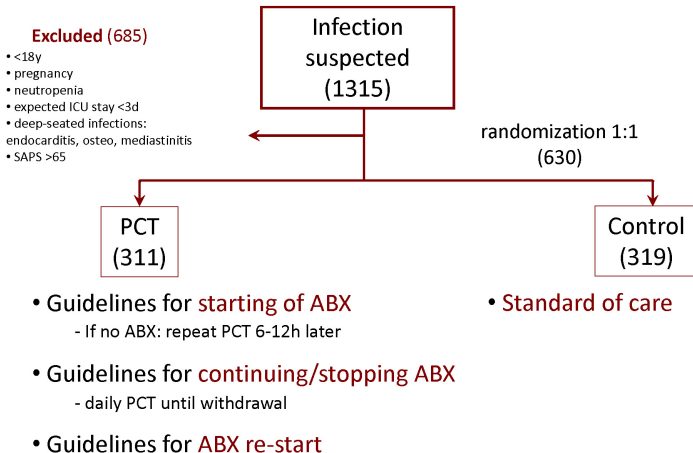 Infection
suspected
(1315)
Excluded (685)
• <18y
• pregnancy
• neutropenia
• expected ICU stay <3d
• deep-seated infections:
endocarditis, osteo, mediastinitis
• SAPS >65
randomization 1:1
(630)
PCT
(311)
Control
(319)
• Guidelines for starting of ABX
- If no ABX: repeat PCT 6-12h later
• Guidelines for continuing/stopping ABX
- daily PCT until withdrawal
• Guidelines for ABX re-start
• Standard of care